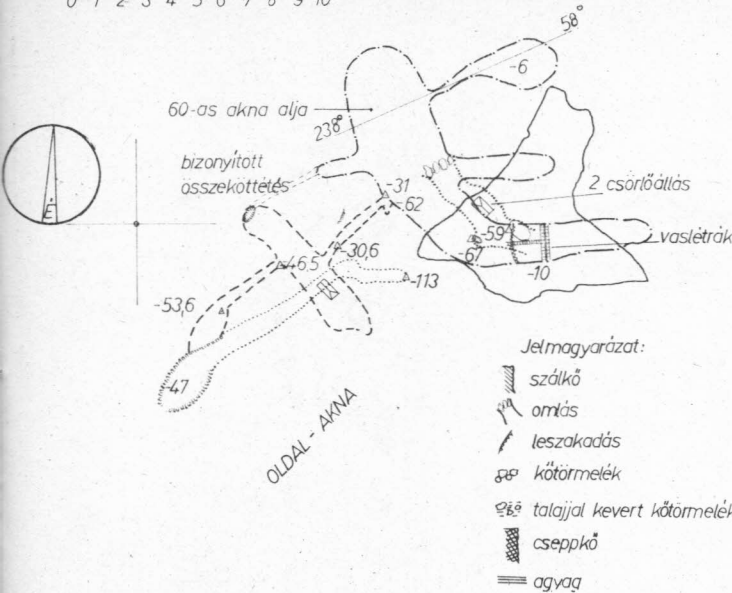 0 1 2 3 4 5 6 7 8 9 10
58°
-6
60-as akna alja
238°
bizonyított
összeköttetés
É
-31
-62
2 csörlőállás
-59
-67
vaslétrák
-10
-30,6
-46,5
-113
-53,6
-47
OLDAL - AKNA
Jelmagyarázat:
szálkő
omlás
leszakadás
kőtörmelék
talajjal kevert kőtörmelék
cseppkő
agyag